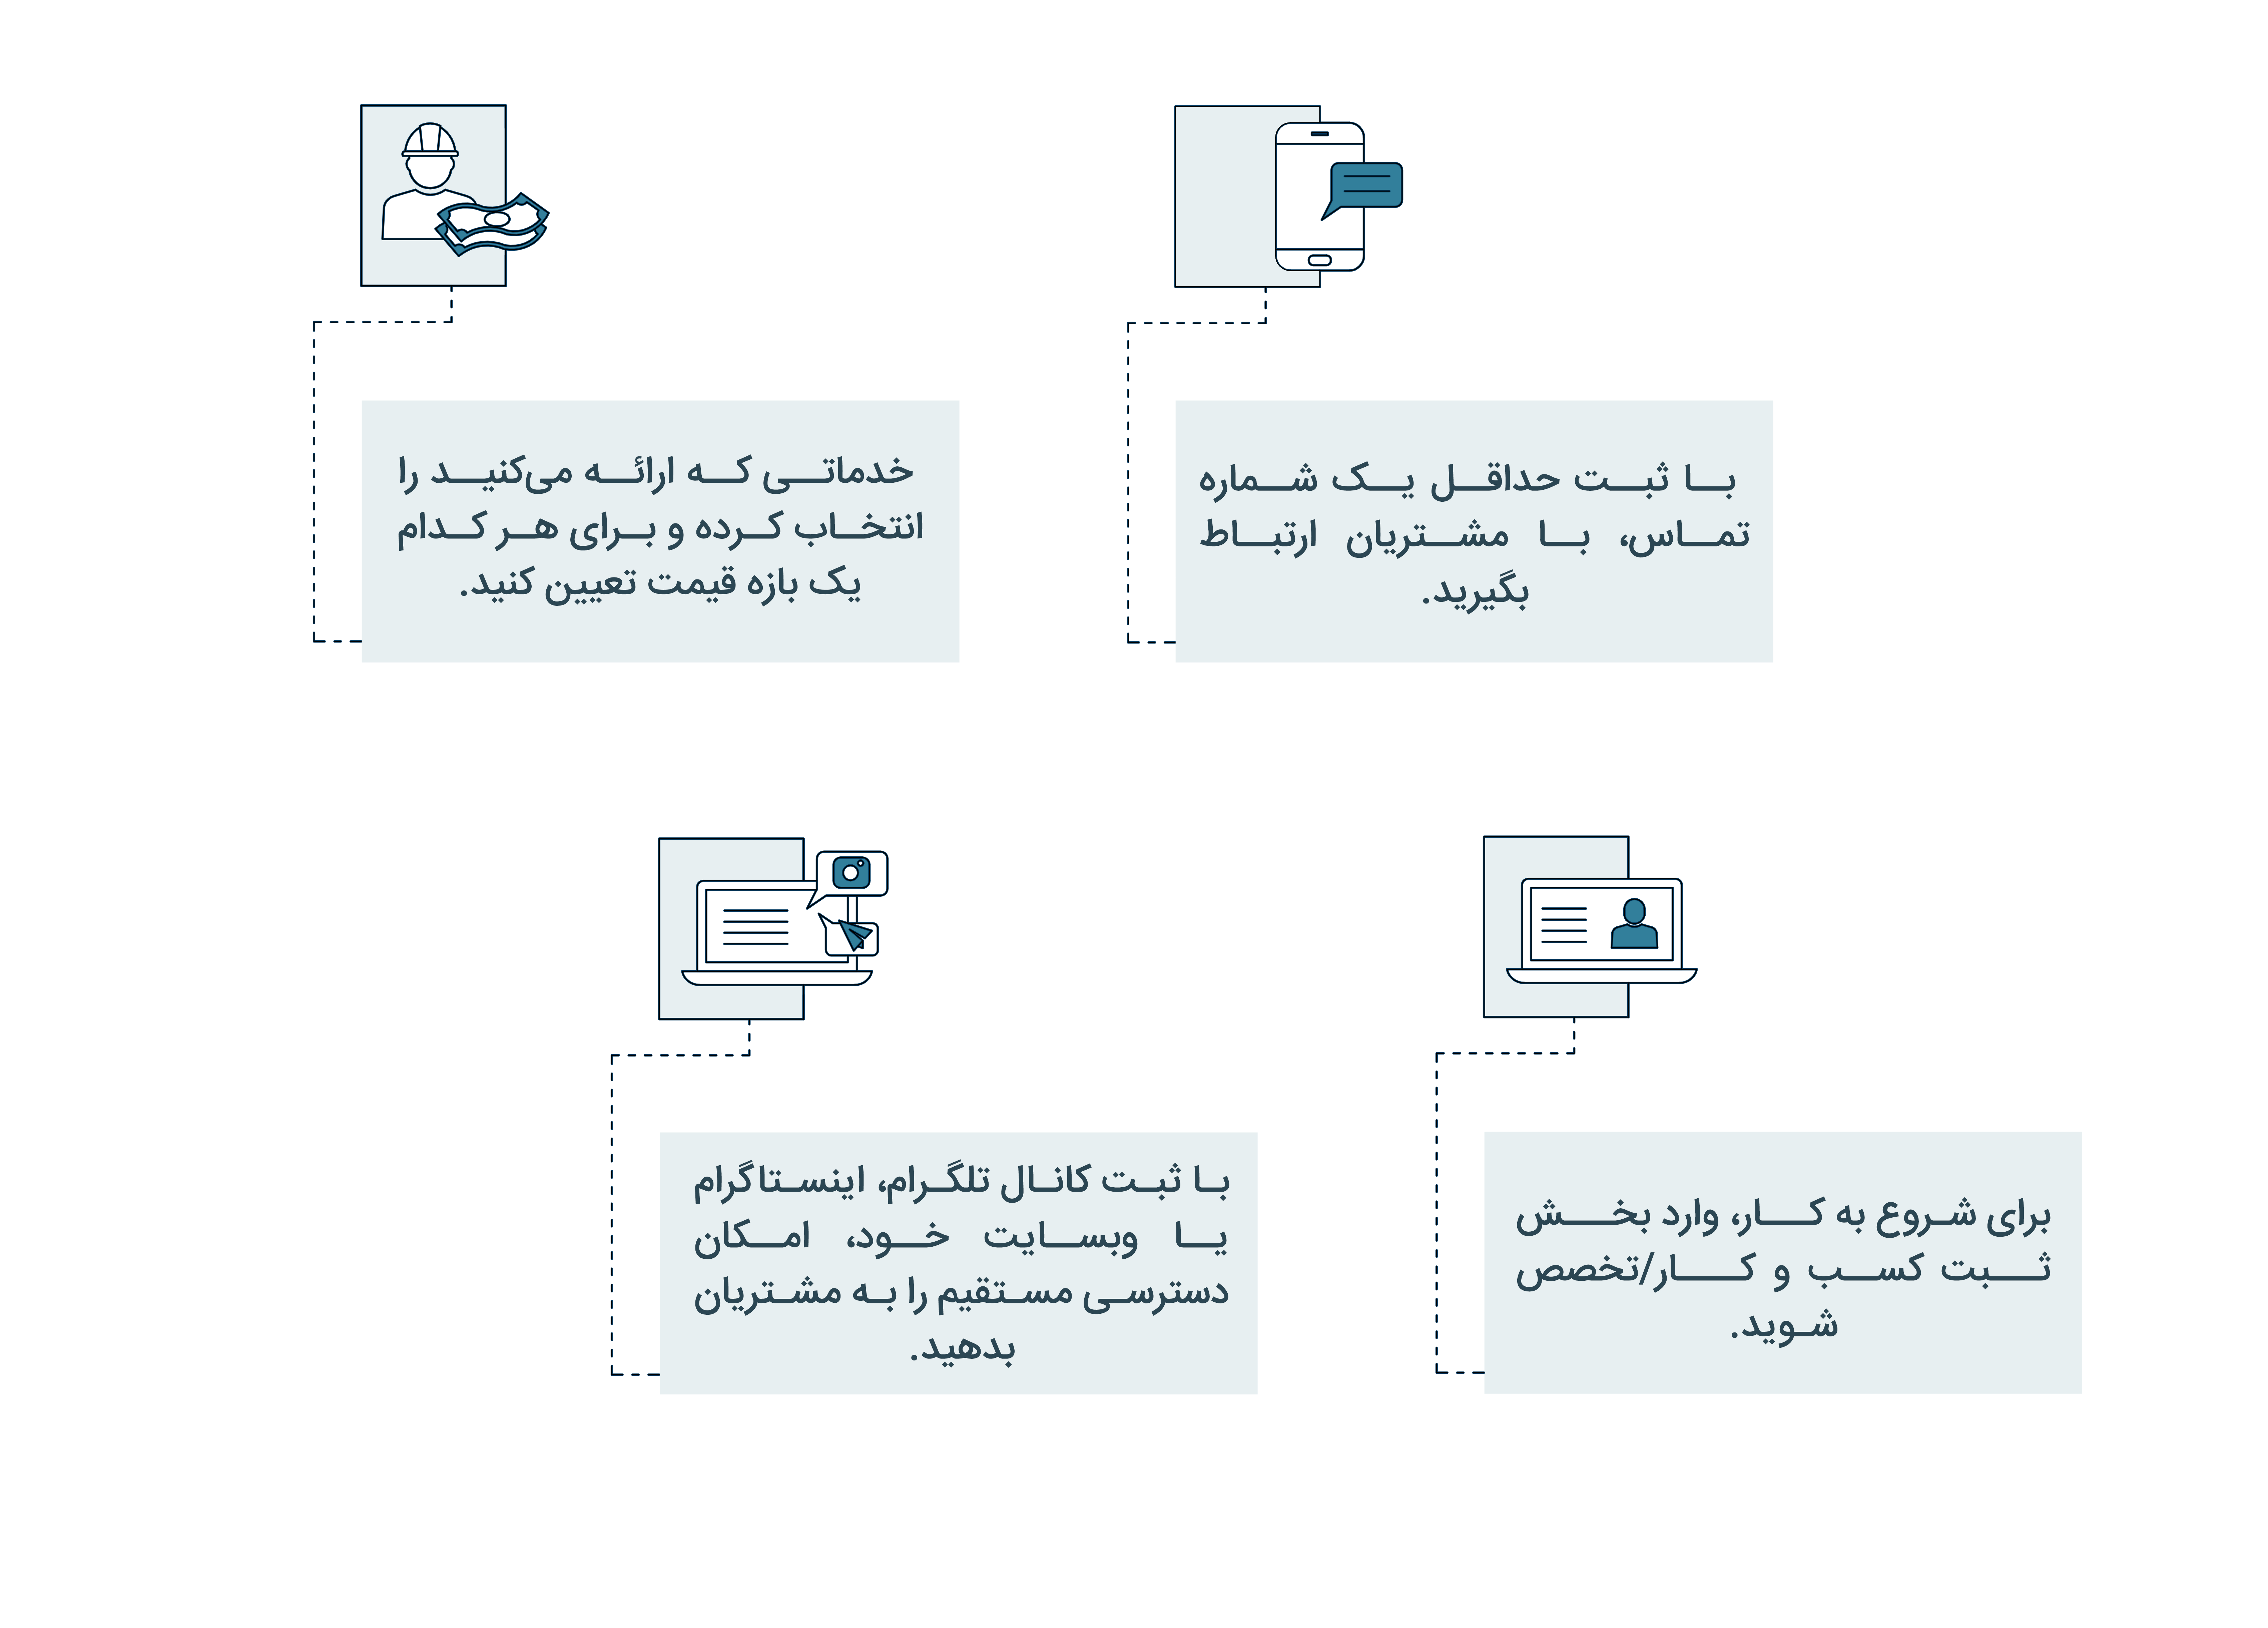 با ثبت حداقل یک شماره
تماس، با مشتریان ارتباط
بگیرید.
خدماتی که ارائه می‌کنید را
انتخاب کرده و برای هر کدام
یک بازه قیمت تعیین کنید.
برای شروع به کار، وارد بخش
ثبت کسب و کار/تخصص
شوید.
با ثبت کانال تلگرام، اینستاگرام
یا وبسایت خود، امکان
دسترسی مستقیم را به مشتریان
بدهید.